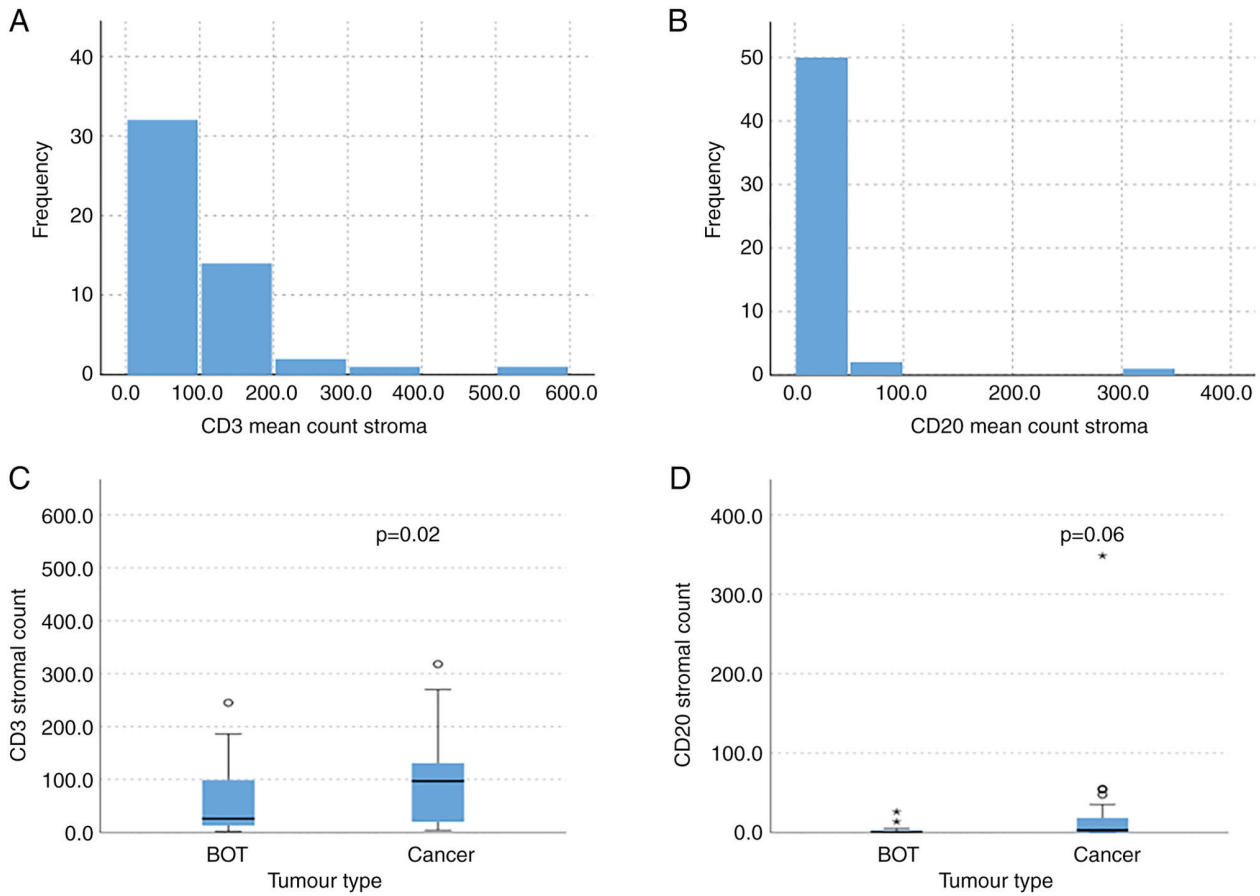 A
40
30
20
10
0
Frequency
0.0 100.0 200.0 300.0 400.0 500.0 600.0
CD3 mean count stroma
B
50
40
30
20
10
0
Frequency
0.0 100.0 200.0 300.0 400.0
CD20 mean count stroma
C
600.0
500.0
400.0
300.0
200.0
100.0
0.0
CD3 stromal count
p=0.02
BOT Cancer
Tumour type
D
400.0
300.0
200.0
100.0
0.0
CD20 stromal count
p=0.06
BOT Cancer
Tumour type